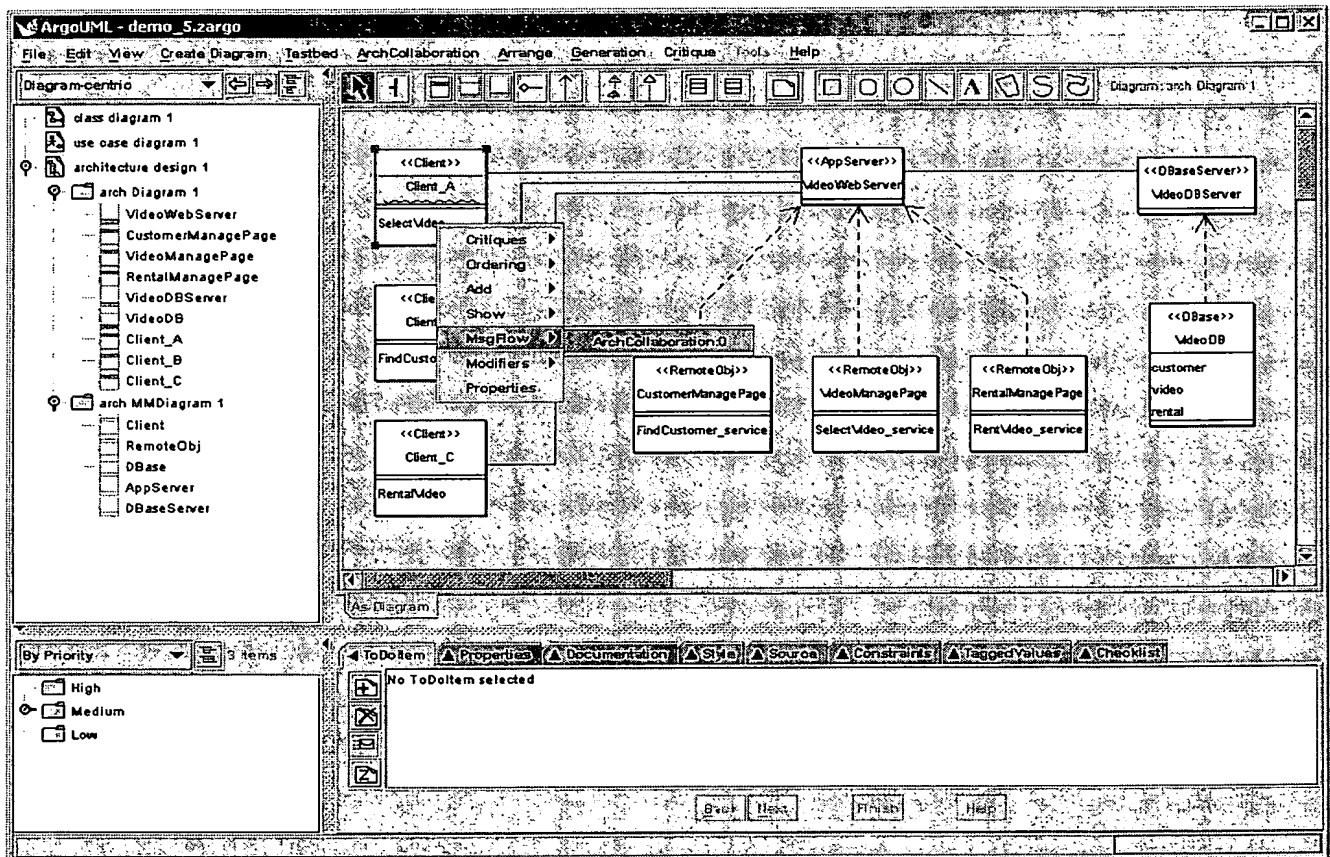 ArgoUML - demo_5.zargo
File Edit View Create Diagram Testbed ArchCollaboration Arrange Generation Critique Tools Help
Diagram-centric
Diagram: arch Diagram 1
class diagram 1
use case diagram 1
architecture design 1
arch Diagram 1
VideoWebServer
CustomerManagePage
VideoManagePage
RentalManagePage
VideoDBServer
VideoDB
Client_A
Client_B
Client_C
arch MMDiagram 1
Client
RemoteObj
DBase
AppServer
DBaseServer
<<Client>>
Client_A
SelectVideo
<<AppServer>>
VideoWebServer
<<DBaseServer>>
VideoDBServer
Critiques
Ordering
Add
Show
MsgFlow
Modifiers
Properties
ArchCollaboration:0
<<Clie
Client
FindCusto
<<RemoteObj>>
CustomerManagePage
FindCustomer_service
<<RemoteObj>>
VideoManagePage
SelectVideo_service
<<RemoteObj>>
RentalManagePage
RentVideo_service
<<DBase>>
VideoDB
customer
video
rental
<<Client>>
Client_C
RentalVideo
As Diagram
By Priority
3 items
High
Medium
Low
ToDoItem Properties Documentation Style Source Constraints TaggedValues Checklist
No ToDoItem selected
Back Next Finish Help